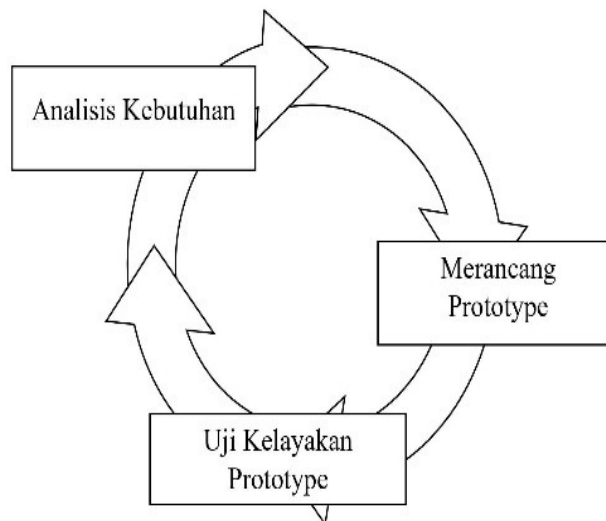 Analisis Kebutuhan
Merancang
Prototype
Uji Kelayakan
Prototype